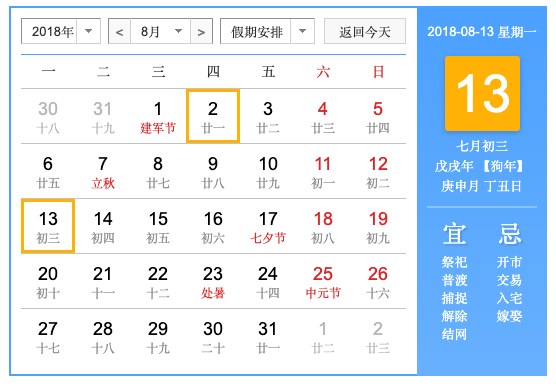 2018年 < 8月 > 假期安排 返回今天
一 二 三 四 五 六 日
30 31 1 2 3 4 5
十八 十九 建军节 廿一 廿二 廿三 廿四
6 7 8 9 10 11 12
廿五 立秋 廿七 廿八 廿九 初一 初二
13 14 15 16 17 18 19
初三 初四 初五 初六 七夕节 初八 初九
20 21 22 23 24 25 26
初十 十一 十二 处暑 十四 中元节 十六
27 28 29 30 31 1 2
十七 十八 十九 二十 廿一 廿二 廿三
2018-08-13 星期一
13
七月初三
戊戌年 【狗年】
庚申月 丁丑日
宜 忌
祭祀 开市
普渡 交易
捕捉 入宅
解除 嫁娶
结网